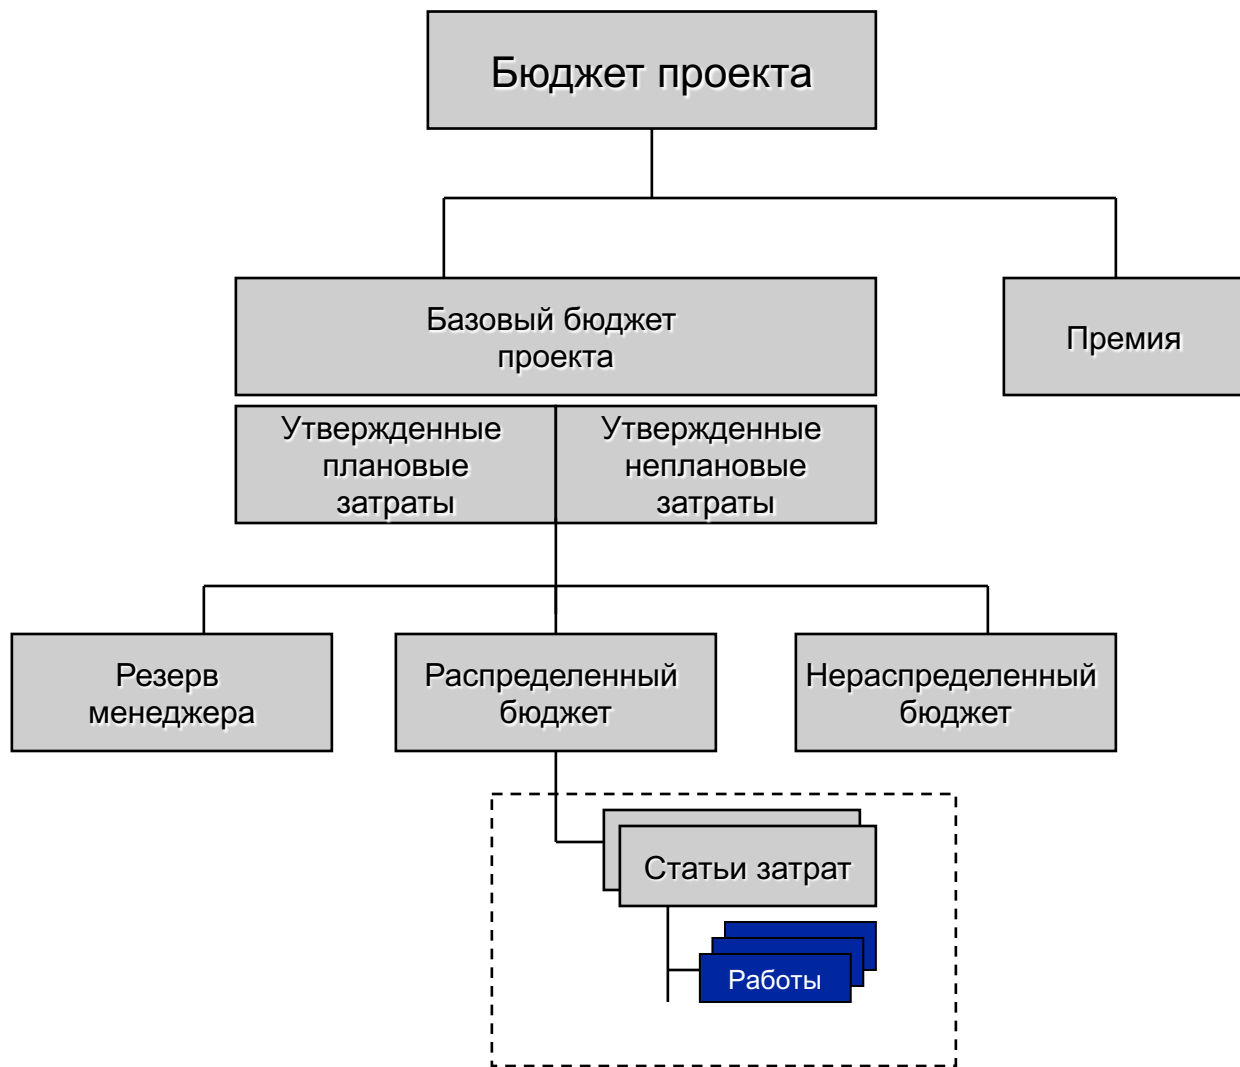 Бюджет проекта
Базовый бюджет
проекта
Премия
Утвержденные
плановые
затраты
Утвержденные
неплановые
затраты
Резерв
менеджера
Распределенный
бюджет
Нераспределенный
бюджет
Статьи затрат
Работы